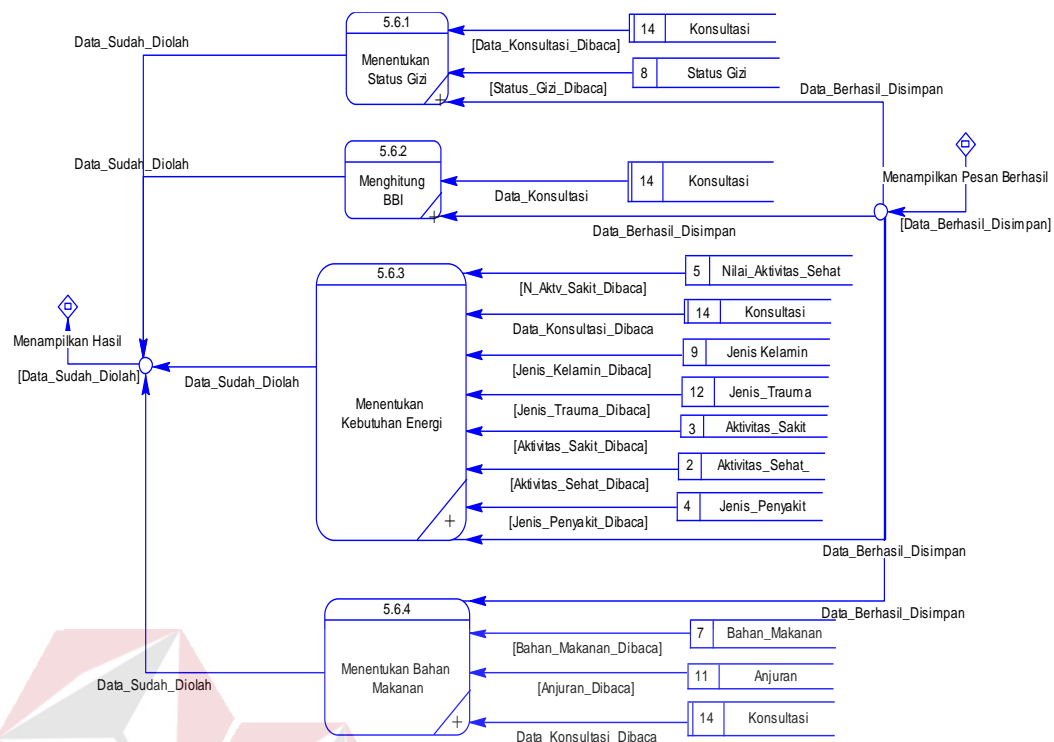 5.6.1
Menentukan
Status Gizi
14 Konsultasi
[Data_Konsultasi_Dibaca]
8 Status Gizi
[Status_Gizi_Dibaca]
Data_Sudah_Diolah
Data_Berhasil_Disimpan
5.6.2
Menghitung
BBI
14 Konsultasi
Data_Konsultasi
Data_Sudah_Diolah
Data_Berhasil_Disimpan
Menampilkan Pesan Berhasil
[Data_Berhasil_Disimpan]
5.6.3
Menentukan
Kebutuhan Energi
5 Nilai_Aktivitas_Sehat
[N_Aktv_Sakit_Dibaca]
14 Konsultasi
Data_Konsultasi_Dibaca
9 Jenis Kelamin
[Jenis_Kelamin_Dibaca]
12 Jenis_Trauma
[Jenis_Trauma_Dibaca]
3 Aktivitas_Sakit
[Aktivitas_Sakit_Dibaca]
2 Aktivitas_Sehat_
[Aktivitas_Sehat_Dibaca]
4 Jenis_Penyakit
[Jenis_Penyakit_Dibaca]
Menampilkan Hasil
[Data_Sudah_Diolah]
Data_Sudah_Diolah
Data_Berhasil_Disimpan
5.6.4
Menentukan Bahan
Makanan
Data_Berhasil_Disimpan
7 Bahan_Makanan
[Bahan_Makanan_Dibaca]
11 Anjuran
[Anjuran_Dibaca]
14 Konsultasi
Data_Konsultasi_Dibaca
Data_Sudah_Diolah